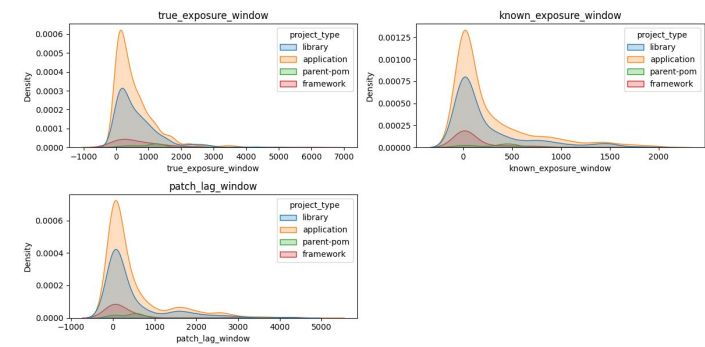 true_exposure_window
Density
0.0006
0.0005
0.0004
0.0003
0.0002
0.0001
0.0000
−1000 0 1000 2000 3000 4000 5000 6000 7000
true_exposure_window
project_type
library
application
parent-pom
framework
known_exposure_window
Density
0.00125
0.00100
0.00075
0.00050
0.00025
0.00000
0 500 1000 1500 2000
known_exposure_window
project_type
library
application
parent-pom
framework
patch_lag_window
Density
0.0006
0.0004
0.0002
0.0000
−1000 0 1000 2000 3000 4000 5000
patch_lag_window
project_type
library
application
parent-pom
framework